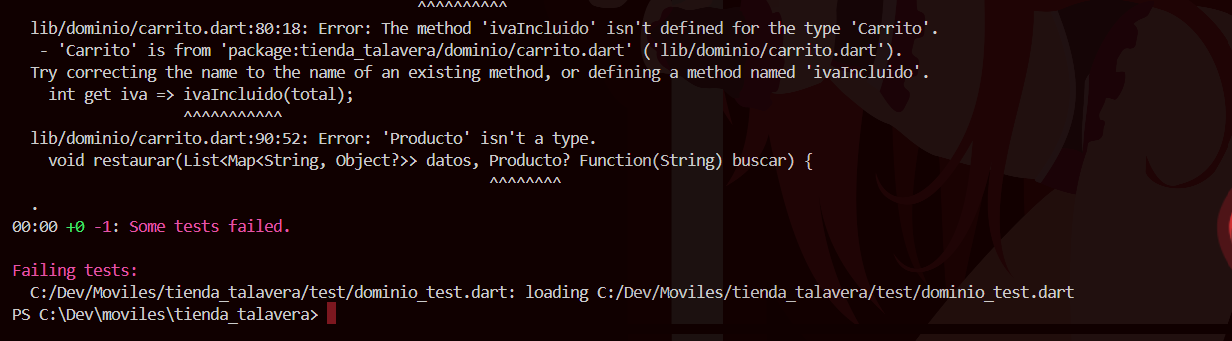 ^^^^^^^^^^
lib/dominio/carrito.dart:80:18: Error: The method 'ivaIncluido' isn't defined for the type 'Carrito'.
- 'Carrito' is from 'package:tienda_talavera/dominio/carrito.dart' ('lib/dominio/carrito.dart').
Try correcting the name to the name of an existing method, or defining a method named 'ivaIncluido'.
int get iva => ivaIncluido(total);
^^^^^^^^^^^
lib/dominio/carrito.dart:90:52: Error: 'Producto' isn't a type.
void restaurar(List<Map<String, Object?>> datos, Producto? Function(String) buscar) {
^^^^^^^^
.
00:00 +0 -1: Some tests failed.
Failing tests:
C:/Dev/Moviles/tienda_talavera/test/dominio_test.dart: loading C:/Dev/Moviles/tienda_talavera/test/dominio_test.dart
PS C:\Dev\moviles\tienda_talavera>